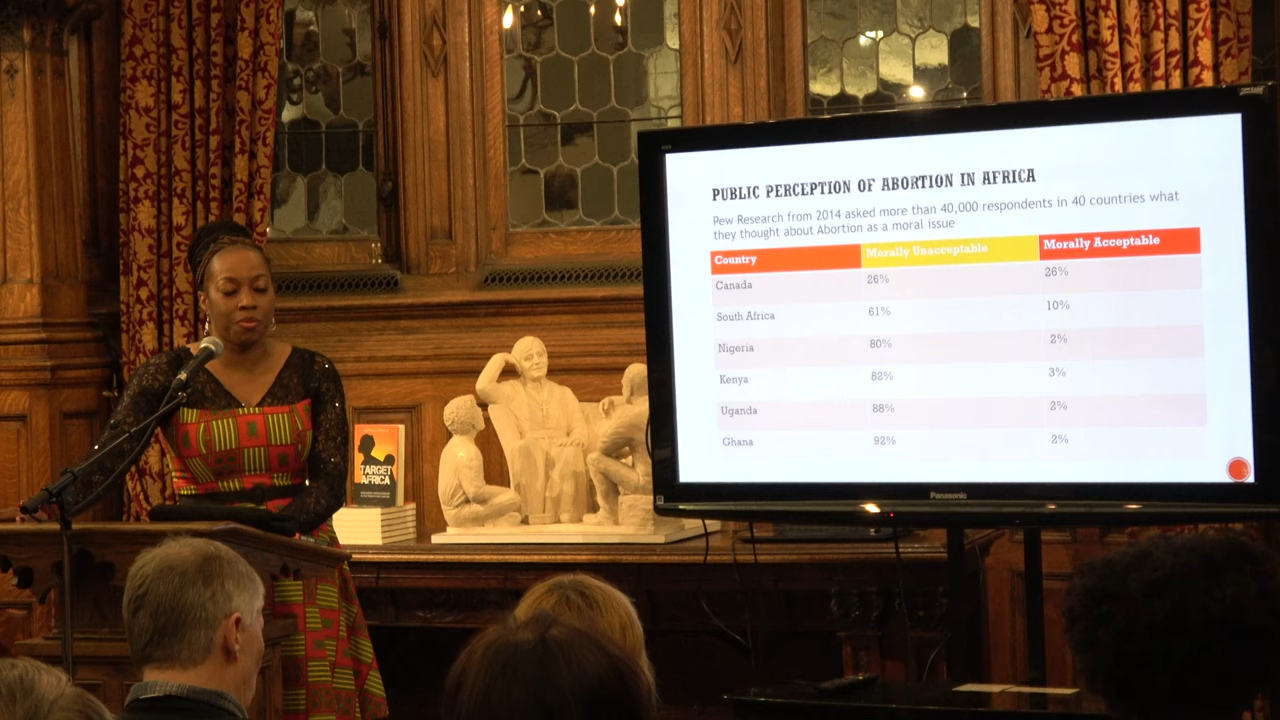 PUBLIC PERCEPTION OF ABORTION IN AFRICA
Pew Research from 2014 asked more than 40,000 respondents in 40 countries what
they thought about Abortion as a moral issue
Country Morally Unacceptable Morally Acceptable
Canada 26% 26%
South Africa 61% 10%
Nigeria 80% 2%
Kenya 82% 3%
Uganda 88% 2%
Ghana 92% 2%
Panasonic
TARGET
AFRICA